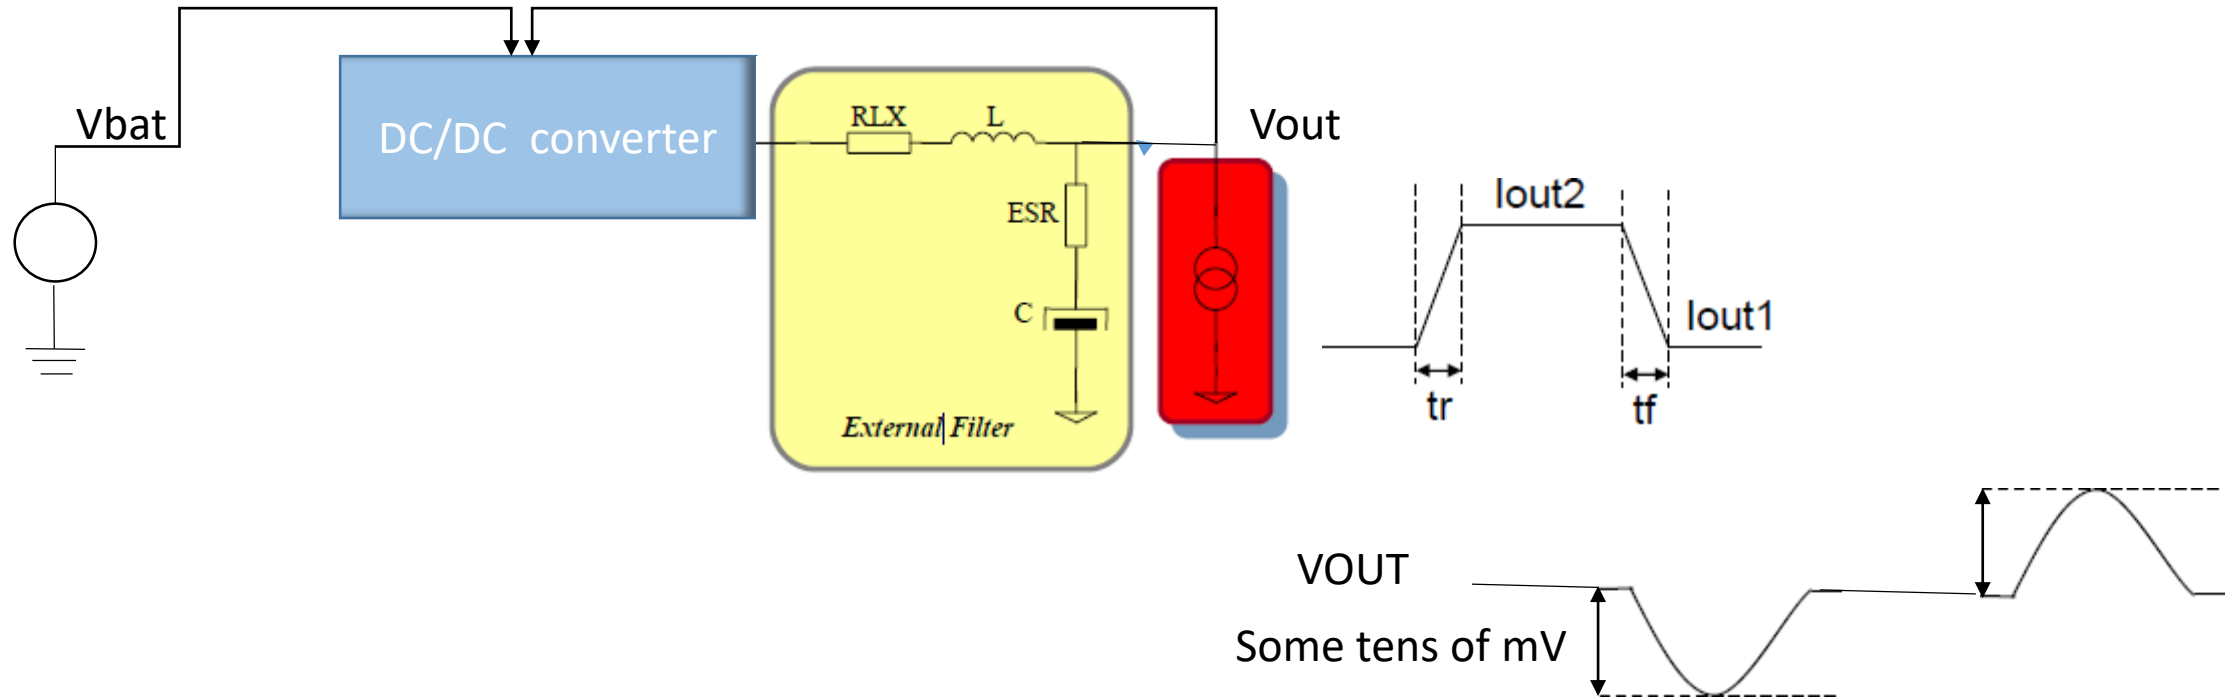 Vbat
DC/DC converter
RLX
L
ESR
C
External Filter
Vout
Iout2
Iout1
tr
tf
VOUT
Some tens of mV